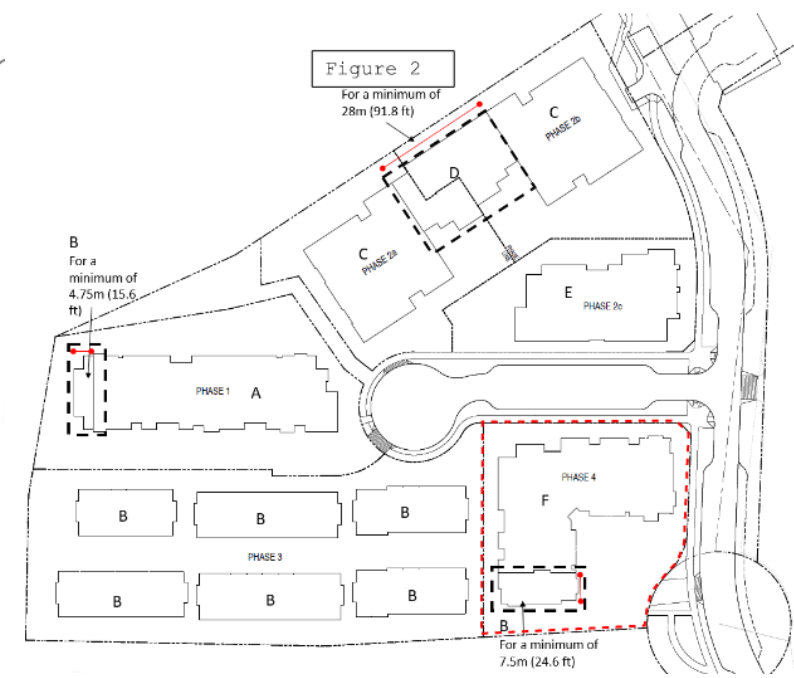 Figure 2
For a minimum of
28m (91.8 ft)
C
PHASE 2b
D
C
PHASE 2a
B
For a
minimum of
4.75m (15.6
ft)
E
PHASE 2c
PHASE 1
A
PHASE 4
F
B
B
B
PHASE 3
B
B
B
B
For a minimum of
7.5m (24.6 ft)